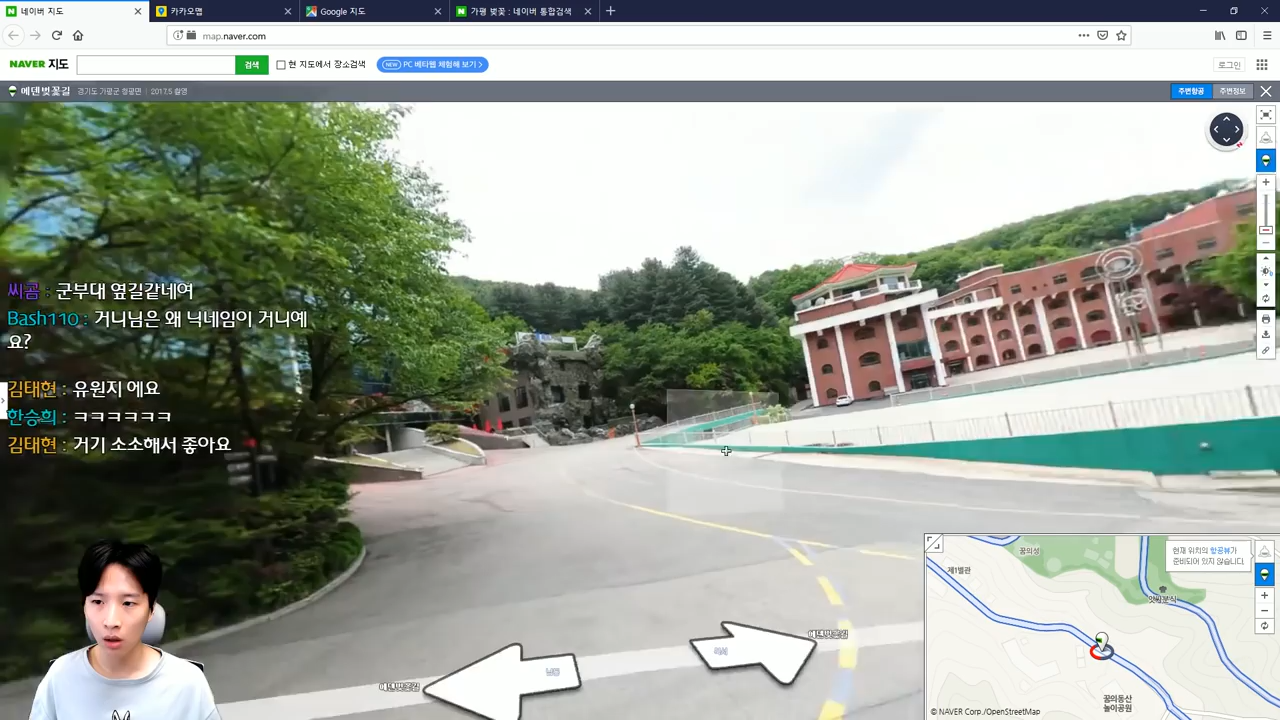 네이버 지도
카카오맵
Google 지도
가평 벚꽃 : 네이버 통합검색
map.naver.com
NAVER 지도
검색
현 지도에서 장소검색
NEW PC 베타웹 체험해 보기 >
로그인
에덴벚꽃길 경기도 가평군 청평면 | 2017.5 촬영
주변항공
주변정보
씨곰 : 군부대 옆길같네여
Bash110 : 거니님은 왜 닉네임이 거니예
요?
김태현 : 유원지 에요
한승희 : ㅋㅋㅋㅋㅋㅋ
김태현 : 거기 소소해서 좋아요
에덴벚꽃길
에덴벚꽃길
꿈의성
제1별관
현재 위치의 항공뷰가
준비되어 있지 않습니다.
꿈의동산
놀이공원
© NAVER Corp./OpenStreetMap